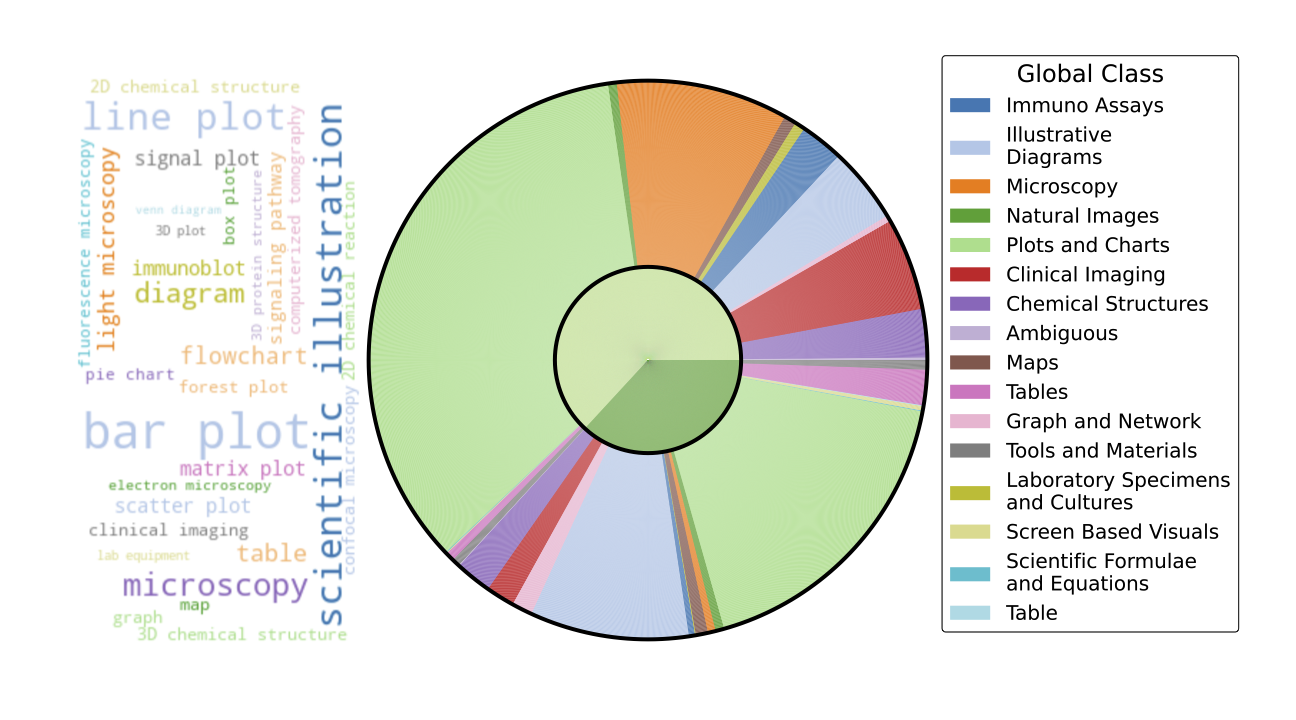 2D chemical structure
line plot
fluorescence microscopy
light microscopy
signal plot
box plot
3D protein structure
signaling pathway
computerized tomography
scientific illustration
2D chemical reaction
venn diagram
3D plot
immunoblot
diagram
flowchart
pie chart
forest plot
bar plot
confocal microscopy
matrix plot
electron microscopy
scatter plot
clinical imaging
lab equipment
table
microscopy
map
graph
3D chemical structure
Global Class
Immuno Assays
Illustrative
Diagrams
Microscopy
Natural Images
Plots and Charts
Clinical Imaging
Chemical Structures
Ambiguous
Maps
Tables
Graph and Network
Tools and Materials
Laboratory Specimens
and Cultures
Screen Based Visuals
Scientific Formulae
and Equations
Table